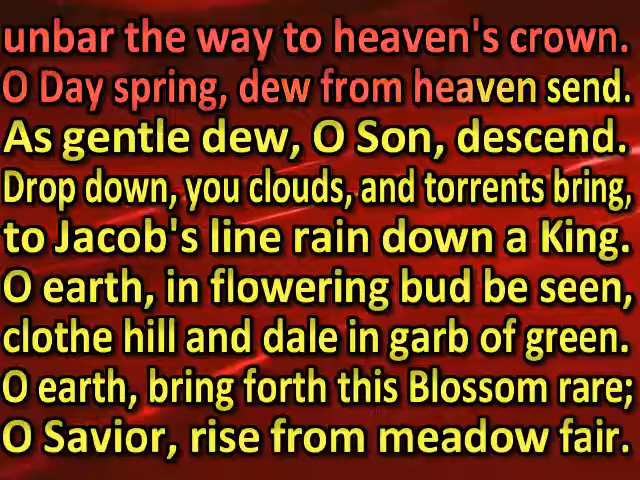 unbar the way to heaven's crown.
O Day spring, dew from heaven send.
As gentle dew, O Son, descend.
Drop down, you clouds, and torrents bring,
to Jacob's line rain down a King.
O earth, in flowering bud be seen,
clothe hill and dale in garb of green.
O earth, bring forth this Blossom rare;
O Savior, rise from meadow fair.